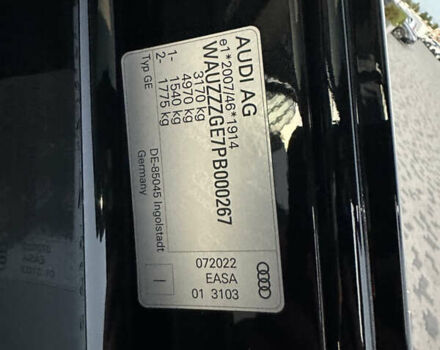 AUDI AG
e1*2007/46*1914
WAUZZZGE7PB000267
3170 kg
4970 kg
1- 1540 kg
2- 1775 kg
Typ GE
DE-85045 Ingolstadt
Germany
072022
EASA
01 3103